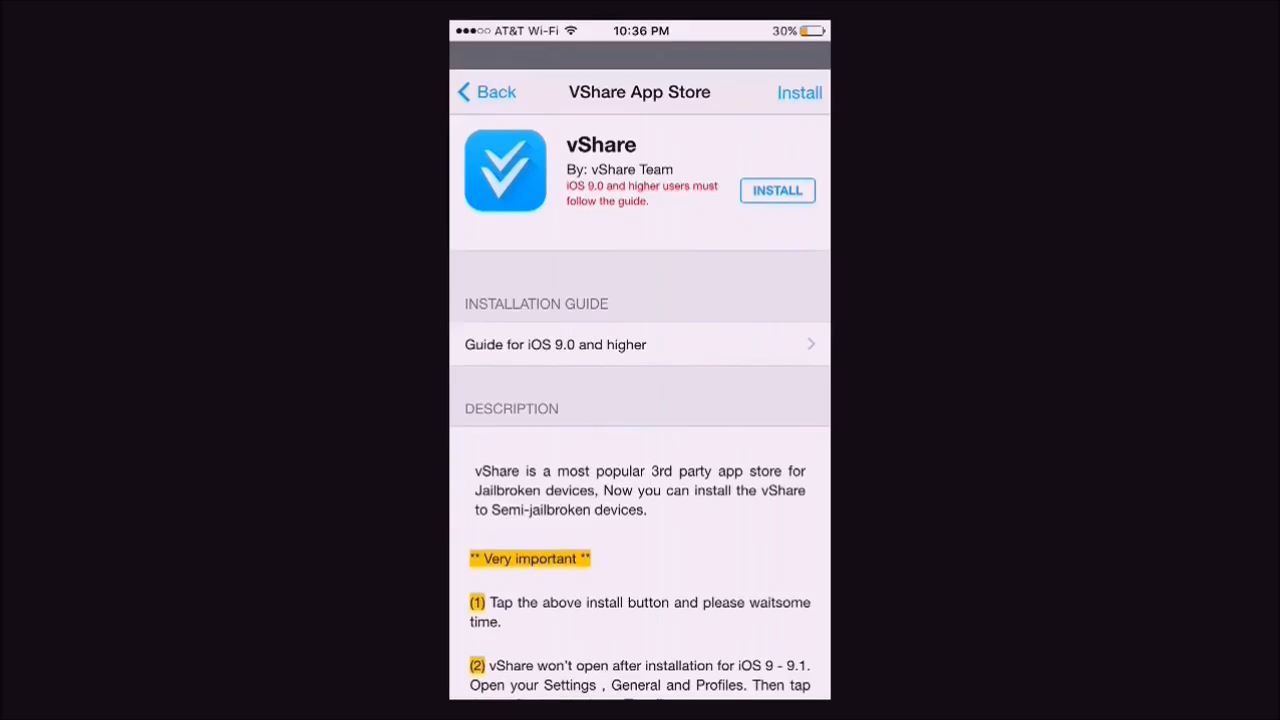 AT&T Wi-Fi 10:36 PM 30%
Back VShare App Store Install
vShare
By: vShare Team
iOS 9.0 and higher users must
follow the guide.
INSTALL
INSTALLATION GUIDE
Guide for iOS 9.0 and higher
DESCRIPTION
vShare is a most popular 3rd party app store for
Jailbroken devices, Now you can install the vShare
to Semi-jailbroken devices.
** Very important **
(1) Tap the above install button and please waitsome
time.
(2) vShare won't open after installation for iOS 9 - 9.1.
Open your Settings , General and Profiles. Then tap